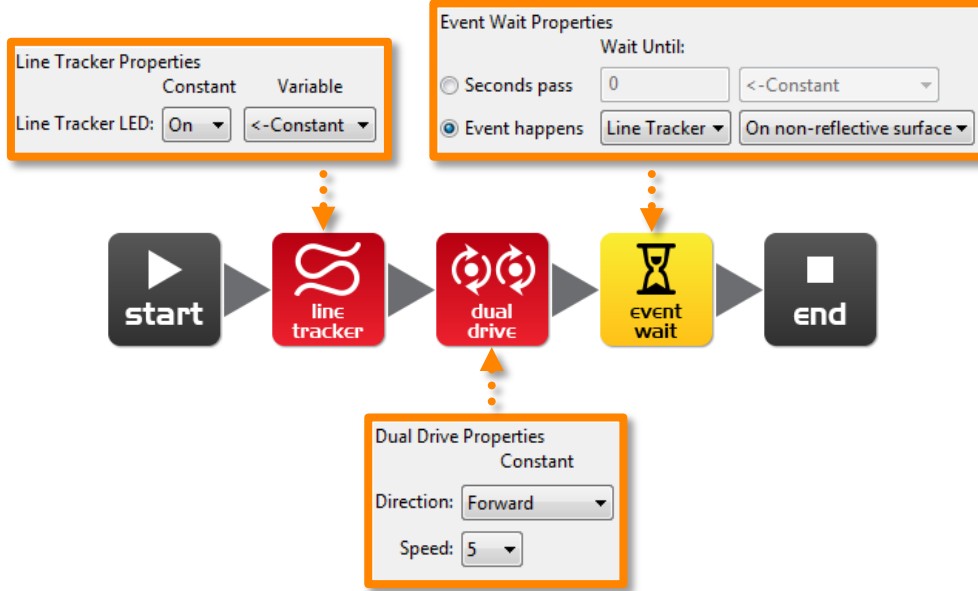 Line Tracker Properties
Constant Variable
Line Tracker LED: On <-Constant
Event Wait Properties
Wait Until:
Seconds pass 0 <-Constant
Event happens Line Tracker On non-reflective surface
start
line
tracker
dual
drive
event
wait
end
Dual Drive Properties
Constant
Direction: Forward
Speed: 5